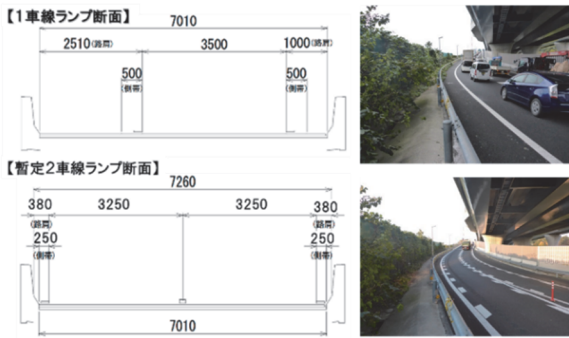 【1車線ランプ断面】
7010
2510(路肩) 3500 1000(路肩)
500 500
(側帯) (側帯)
【暫定2車線ランプ断面】
7260
380 3250 3250 380
(路肩) (路肩)
250 250
(側帯) (側帯)
7010